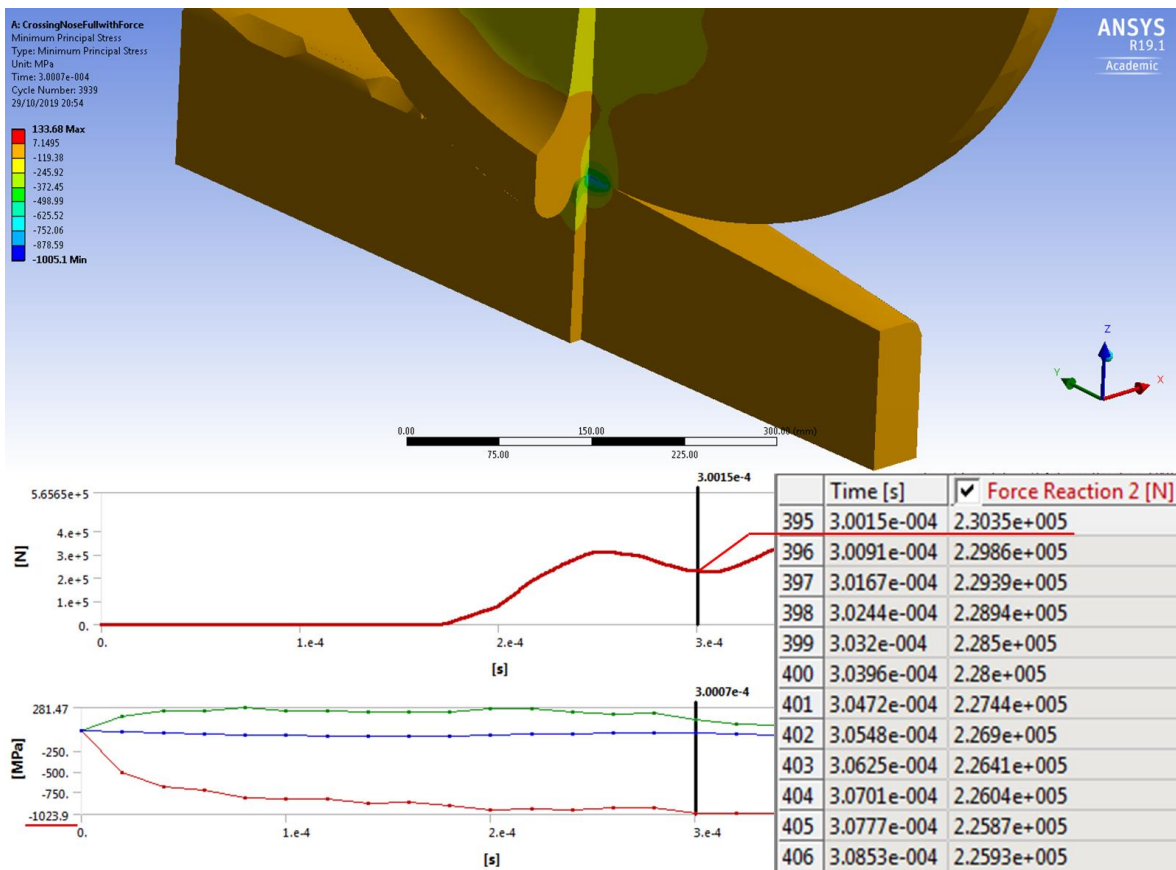 A: CrossingNoseFullwithForce
Minimum Principal Stress
Type: Minimum Principal Stress
Unit: MPa
Time: 3.0007e-004
Cycle Number: 3939
29/10/2019 20:54
133.68 Max
7.1495
-119.38
-245.92
-372.45
-498.99
-625.52
-752.06
-878.59
-1005.1 Min
ANSYS
R19.1
Academic
Z
Y
X
0.00 150.00 300.00 (mm)
75.00 225.00
3.0015e-4
5.6565e+5
4.e+5
3.e+5
2.e+5
1.e+5
0.
[N]
0. 1.e-4 2.e-4 3.e-4
[s]
3.0007e-4
281.47
-250.
-500.
-750.
-1023.9
[MPa]
0. 1.e-4 2.e-4 3.e-4
[s]
Time [s] Force Reaction 2 [N]
395 3.0015e-004 2.3035e+005
396 3.0091e-004 2.2986e+005
397 3.0167e-004 2.2939e+005
398 3.0244e-004 2.2894e+005
399 3.032e-004 2.285e+005
400 3.0396e-004 2.28e+005
401 3.0472e-004 2.2744e+005
402 3.0548e-004 2.269e+005
403 3.0625e-004 2.2641e+005
404 3.0701e-004 2.2604e+005
405 3.0777e-004 2.2587e+005
406 3.0853e-004 2.2593e+005